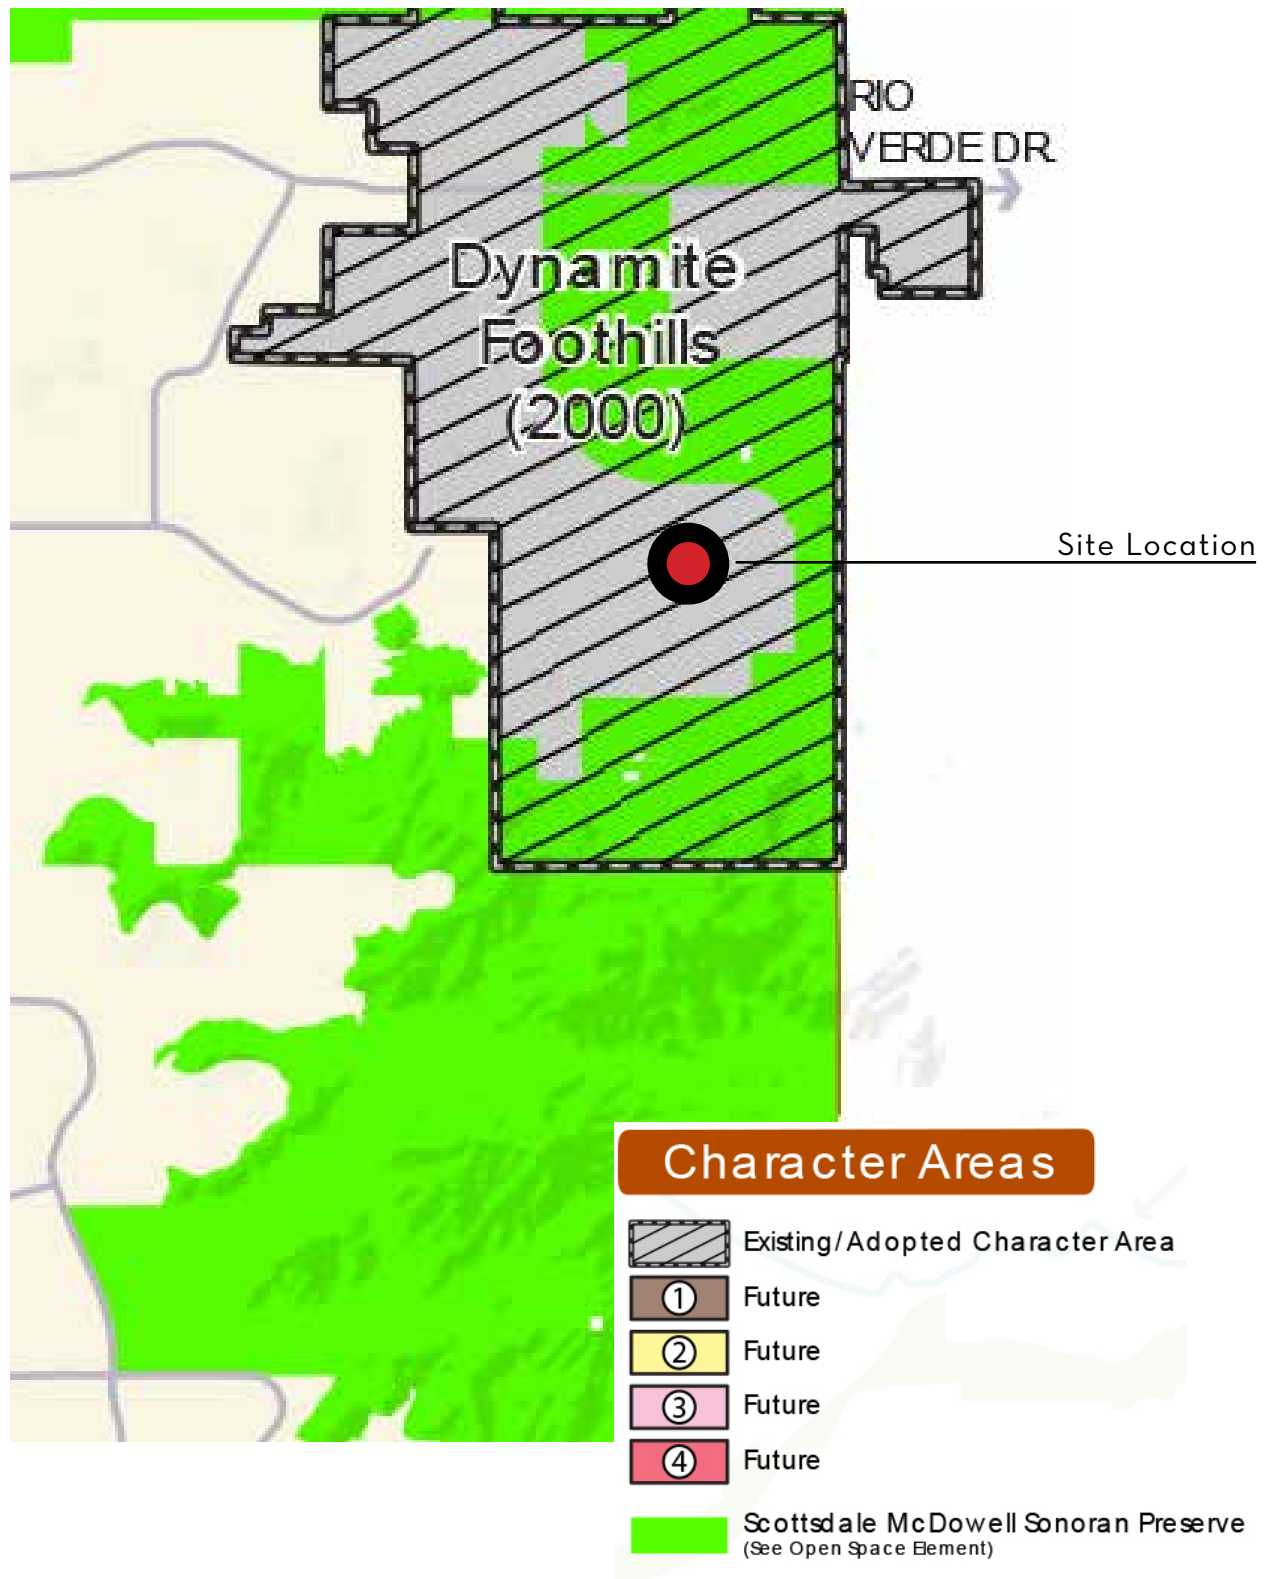 RIO
VERDE DR.
Dynamite
Foothills
(2000)
Site Location
Character Areas
Existing/Adopted Character Area
1 Future
2 Future
3 Future
4 Future
Scottsdale McDowell Sonoran Preserve
(See Open Space Element)